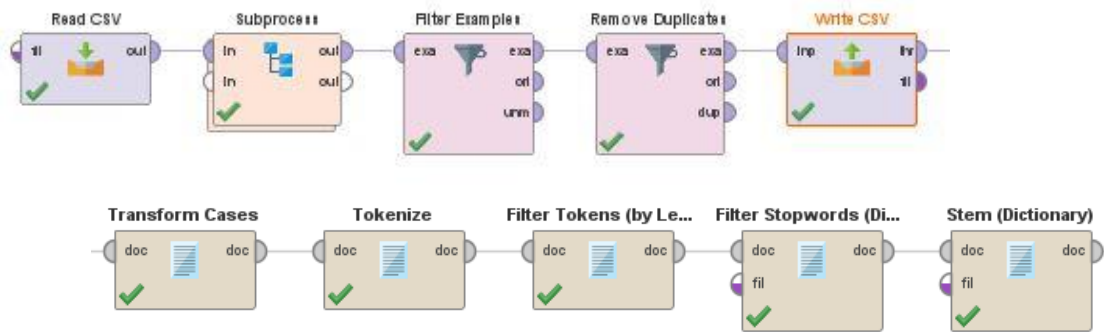 Read CSV Subprocess Filter Examples Remove Duplicates Write CSV
fil out in out exa exa exa exa inp thr
in out ori ori fil
unm dup
Transform Cases Tokenize Filter Tokens (by Le... Filter Stopwords (Di... Stem (Dictionary)
doc doc doc doc doc doc doc doc doc doc
fil fil